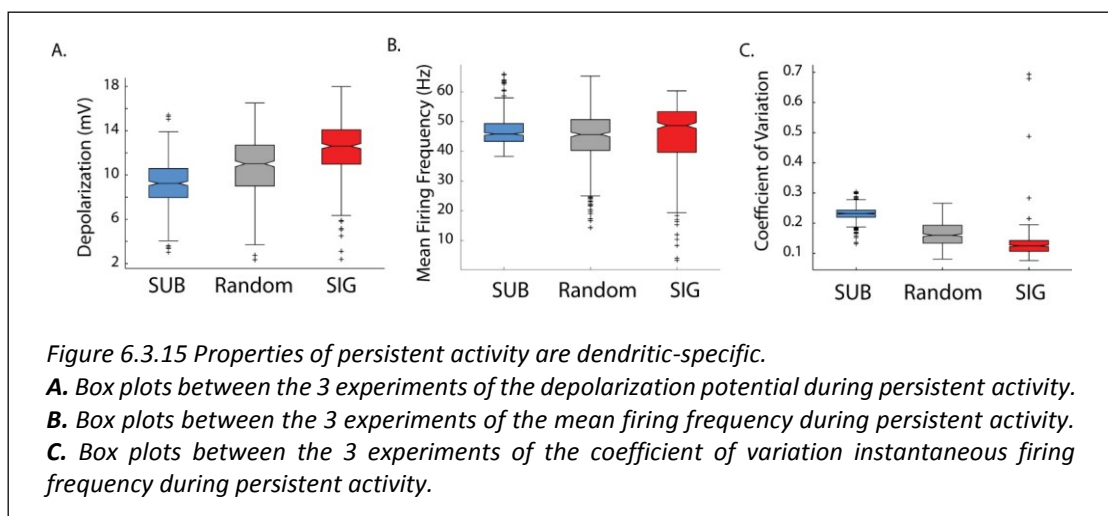 A.
Depolarization (mV)
18
14
10
6
2
SUB Random SIG
B.
Mean Firing Frequency (Hz)
60
50
40
30
20
10
SUB Random SIG
C.
Coefficient of Variation
0.7
0.6
0.5
0.4
0.3
0.2
0.1
SUB Random SIG
Figure 6.3.15 Properties of persistent activity are dendritic-specific.
A. Box plots between the 3 experiments of the depolarization potential during persistent activity.
B. Box plots between the 3 experiments of the mean firing frequency during persistent activity.
C. Box plots between the 3 experiments of the coefficient of variation instantaneous firing
frequency during persistent activity.